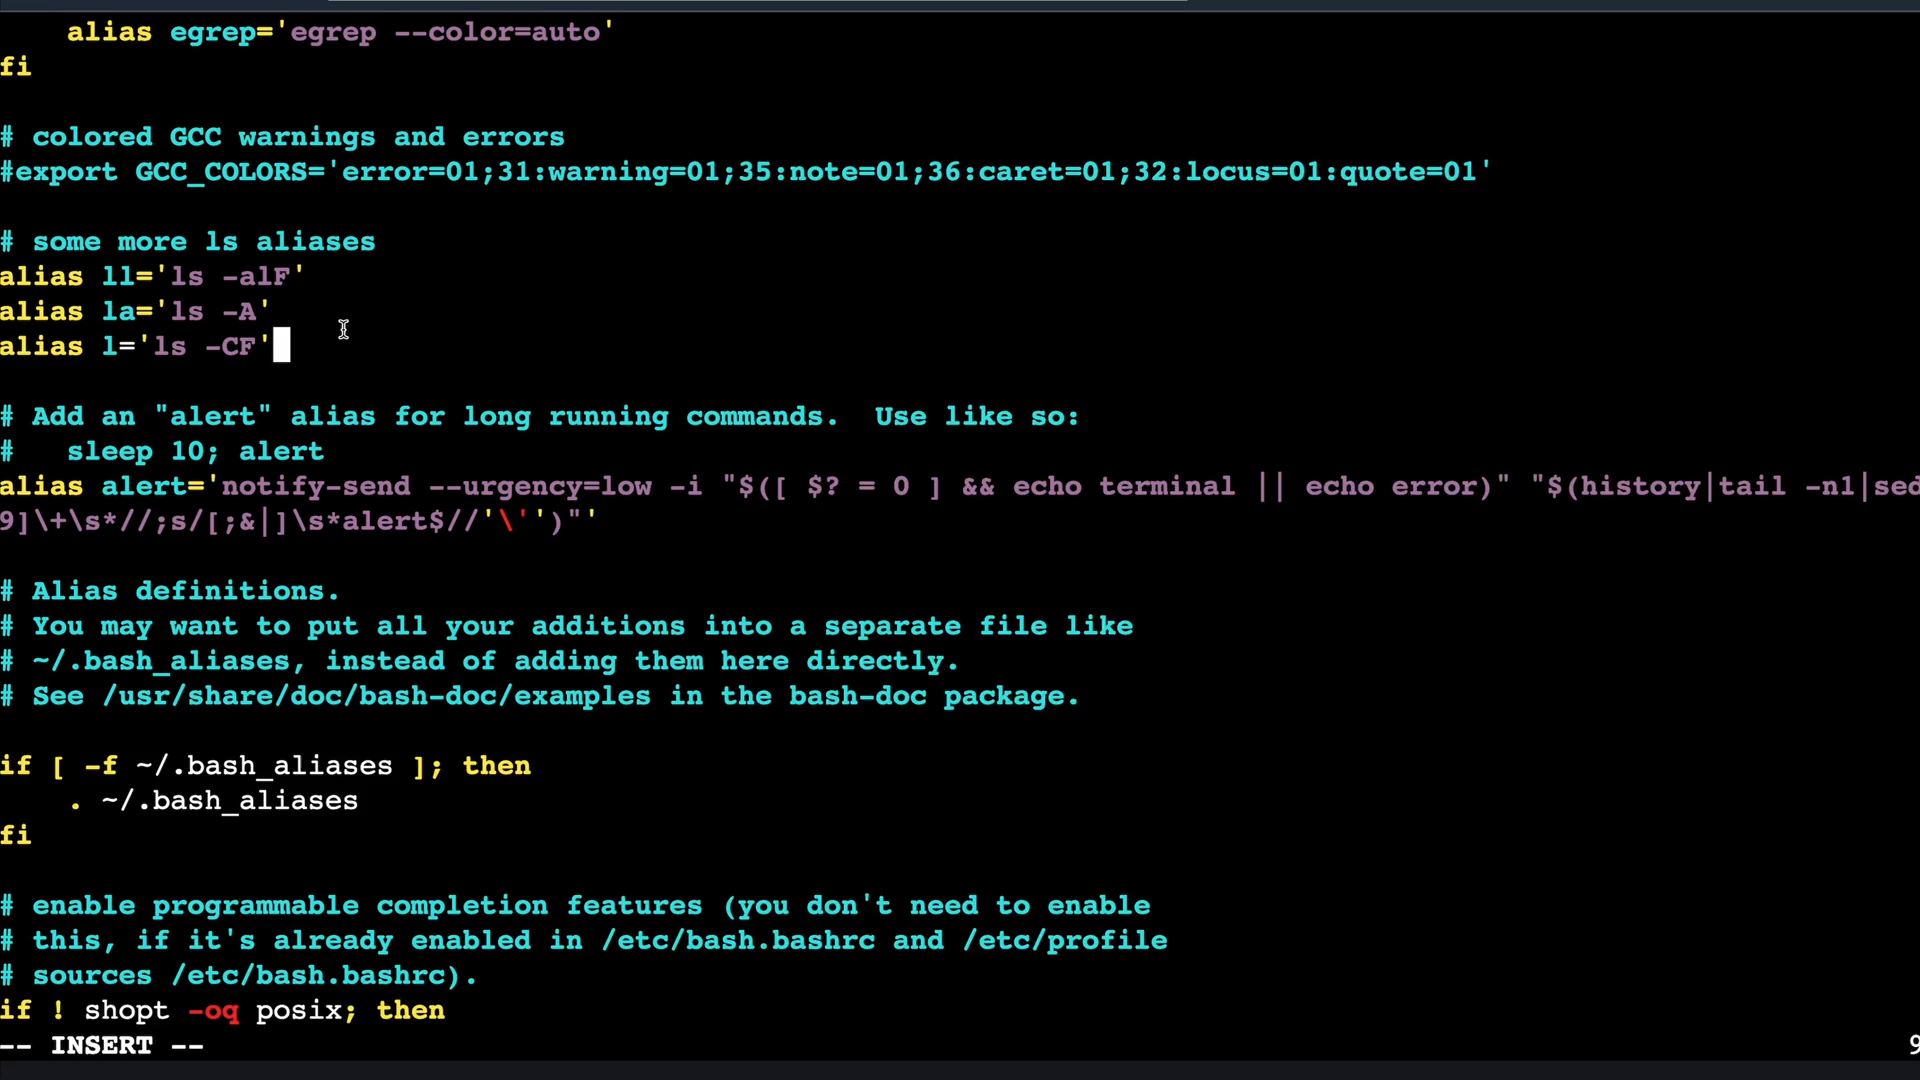 alias egrep='egrep --color=auto'
fi
# colored GCC warnings and errors
#export GCC_COLORS='error=01;31:warning=01;35:note=01;36:caret=01;32:locus=01:quote=01'
# some more ls aliases
alias ll='ls -alF'
alias la='ls -A'
alias l='ls -CF'
# Add an "alert" alias for long running commands.  Use like so:
#   sleep 10; alert
alias alert='notify-send --urgency=low -i "$([ $? = 0 ] && echo terminal || echo error)" "$(history|tail -n1|sed
9]\+\s*//;s/[;&|]\s*alert$//'\'')"'
# Alias definitions.
# You may want to put all your additions into a separate file like
# ~/.bash_aliases, instead of adding them here directly.
# See /usr/share/doc/bash-doc/examples in the bash-doc package.
if [ -f ~/.bash_aliases ]; then
    . ~/.bash_aliases
fi
# enable programmable completion features (you don't need to enable
# this, if it's already enabled in /etc/bash.bashrc and /etc/profile
# sources /etc/bash.bashrc).
if ! shopt -oq posix; then
-- INSERT --